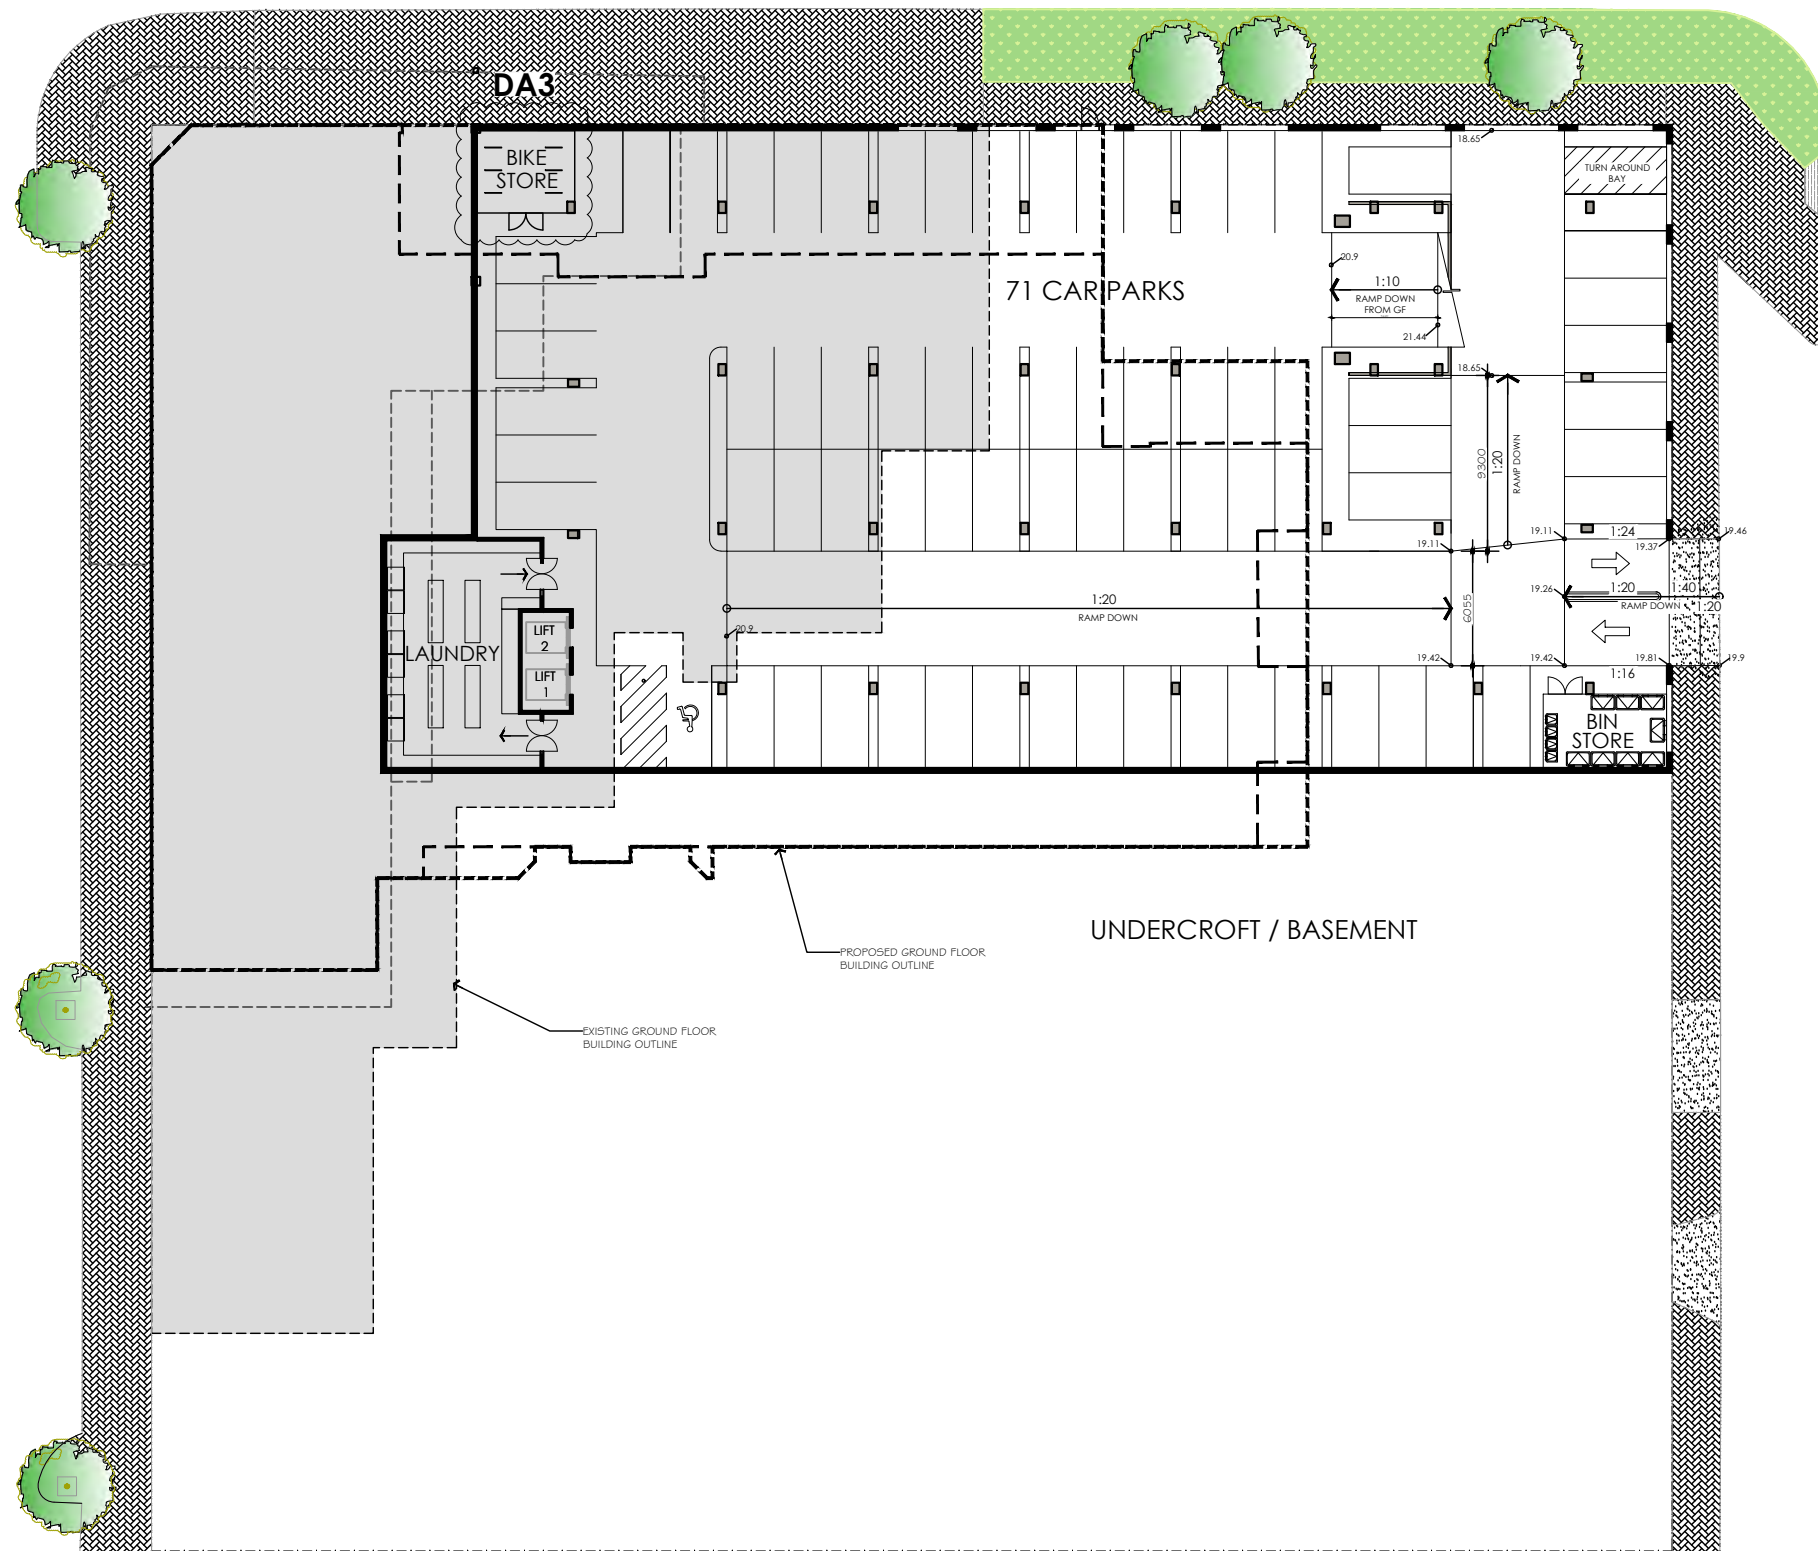 DA3
BIKE
STORE
18.65
TURN AROUND
BAY
20.9
71 CAR PARKS
1:10
RAMP DOWN
FROM GF
21.44
18.65
9300
1:20
RAMP DOWN
19.11
19.11
1:24
19.37
19.46
19.26
1:20
1:40
RAMP DOWN
1:20
1:20
RAMP DOWN
6055
20.9
LIFT
2
LAUNDRY
LIFT
1
19.42
19.42
19.81
19.9
1:16
BIN
STORE
UNDERCROFT / BASEMENT
PROPOSED GROUND FLOOR
BUILDING OUTLINE
EXISTING GROUND FLOOR
BUILDING OUTLINE